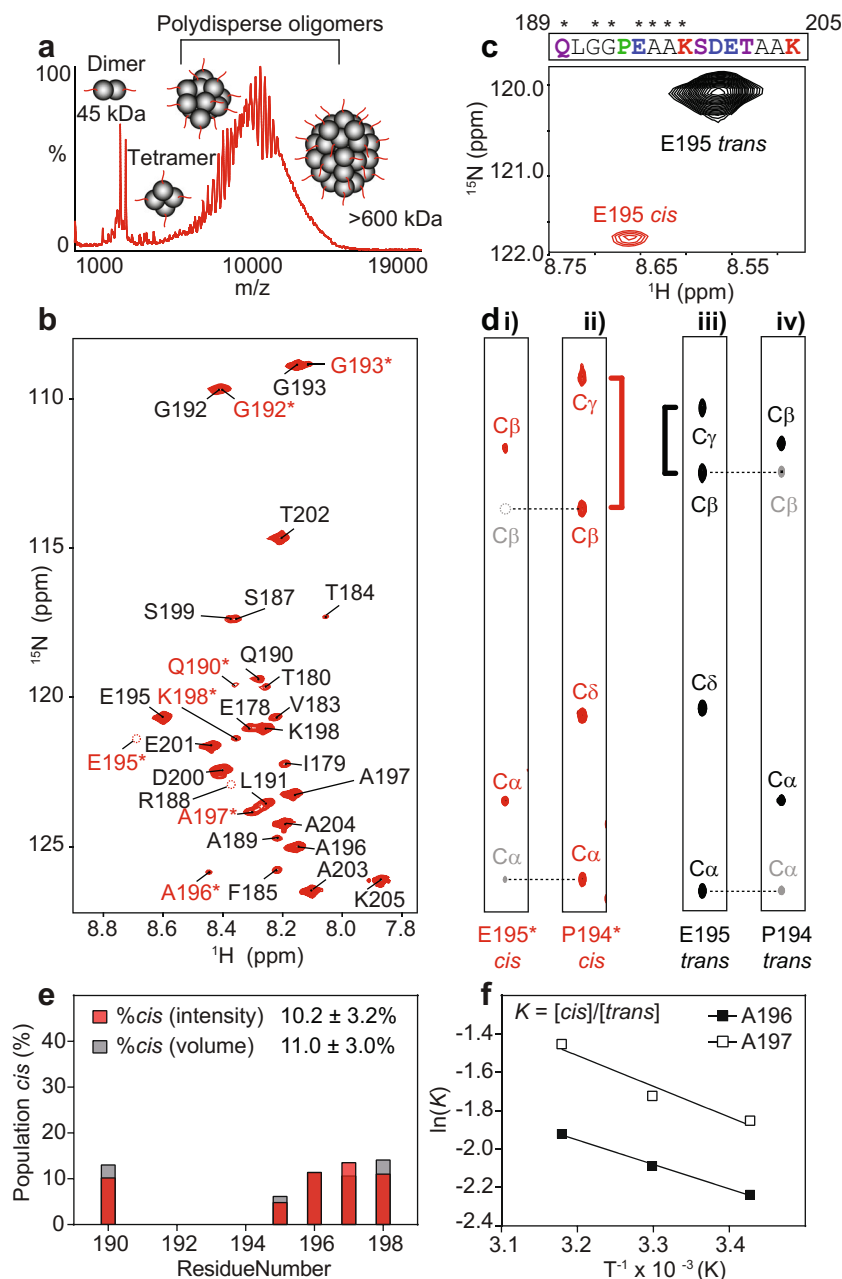 a
Polydisperse oligomers
100
%
0
Dimer
45 kDa
Tetramer
>600 kDa
1000 10000 19000
m/z
c
189 * ** **** 205
QLGGPEAAKSDETAAK
120.0
121.0
122.0
15N (ppm)
E195 trans
E195 cis
8.75 8.65 8.55
1H (ppm)
b
110
115
120
125
15N (ppm)
G193*
G193
G192
G192*
T202
S199
S187
T184
Q190
Q190*
T180
K198*
E195
E178
V183
K198
E201
E195*
I179
D200
L191
R188
A197
A197*
A204
A189
A196
A196*
F185
A203
K205
8.8 8.6 8.4 8.2 8.0 7.8
1H (ppm)
d i) ii) iii) iv)
Cγ
Cβ
Cβ
Cβ
Cδ
Cα
Cα
Cα
Cγ
Cβ
Cβ
Cβ
Cδ
Cα
Cα
Cα
E195* P194* E195 P194
cis cis trans trans
e
%cis (intensity) 10.2 ± 3.2%
%cis (volume) 11.0 ± 3.0%
40
30
20
10
0
Population cis (%)
190 192 194 196 198
ResidueNumber
f
K = [cis]/[trans]
A196
A197
-1.4
-1.6
-1.8
-2.0
-2.2
-2.4
ln(K)
3.1 3.2 3.3 3.4
T-1 x 10-3 (K)